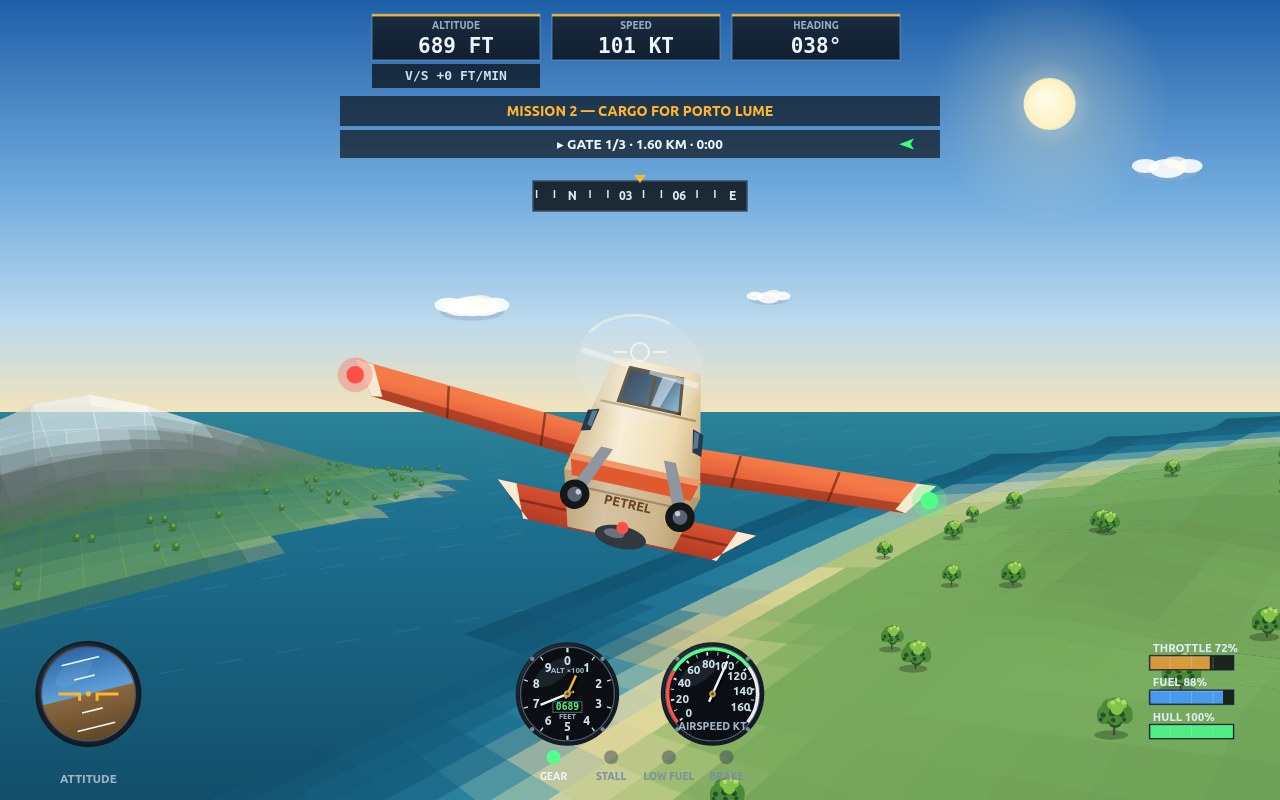 ALTITUDE
689 FT
SPEED
101 KT
HEADING
038°
V/S +0 FT/MIN
MISSION 2 — CARGO FOR PORTO LUME
▸ GATE 1/3 · 1.60 KM · 0:00
N 03 06 E
PETREL
ATTITUDE
0 1 2 3 4 5 6 7 8 9
ALT ×100
0689
FEET
0 20 40 60 80 100 120 140 160
AIRSPEED KT
GEAR STALL LOW FUEL BRAKE
THROTTLE 72%
FUEL 88%
HULL 100%